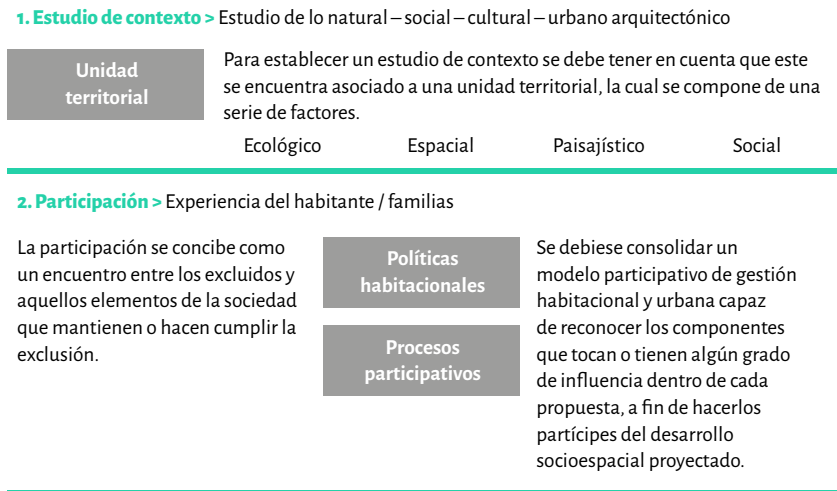 1. Estudio de contexto > Estudio de lo natural – social – cultural – urbano arquitectónico
Unidad
territorial
Para establecer un estudio de contexto se debe tener en cuenta que este
se encuentra asociado a una unidad territorial, la cual se compone de una
serie de factores.
Ecológico Espacial Paisajístico Social
2. Participación > Experiencia del habitante / familias
La participación se concibe como
un encuentro entre los excluidos y
aquellos elementos de la sociedad
que mantienen o hacen cumplir la
exclusión.
Políticas
habitacionales
Procesos
participativos
Se debiese consolidar un
modelo participativo de gestión
habitacional y urbana capaz
de reconocer los componentes
que tocan o tienen algún grado
de influencia dentro de cada
propuesta, a fin de hacerlos
partícipes del desarrollo
socioespacial proyectado.